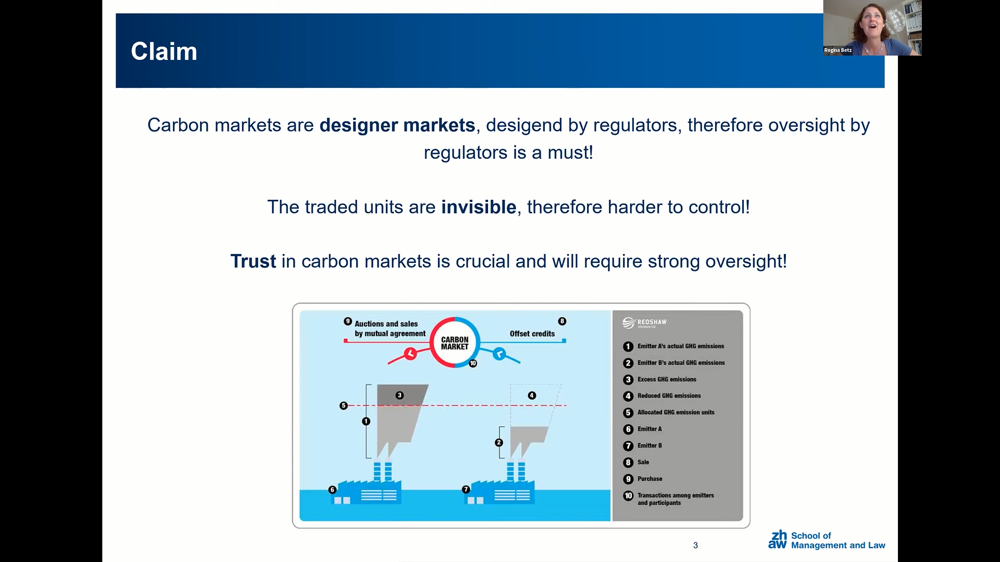 Claim
Regina Betz
Carbon markets are designer markets, desigend by regulators, therefore oversight by
regulators is a must!
The traded units are invisible, therefore harder to control!
Trust in carbon markets is crucial and will require strong oversight!
9
Auctions and sales
by mutual agreement
CARBON
MARKET
10
8
Offset credits
3
4
5
1
2
6
7
REDSHAW
1 Emitter A's actual GHG emissions
2 Emitter B's actual GHG emissions
3 Excess GHG emissions
4 Reduced GHG emissions
5 Allocated GHG emission units
6 Emitter A
7 Emitter B
8 Sale
9 Purchase
10 Transactions among emitters
and participants
3
zh
aw
School of
Management and Law